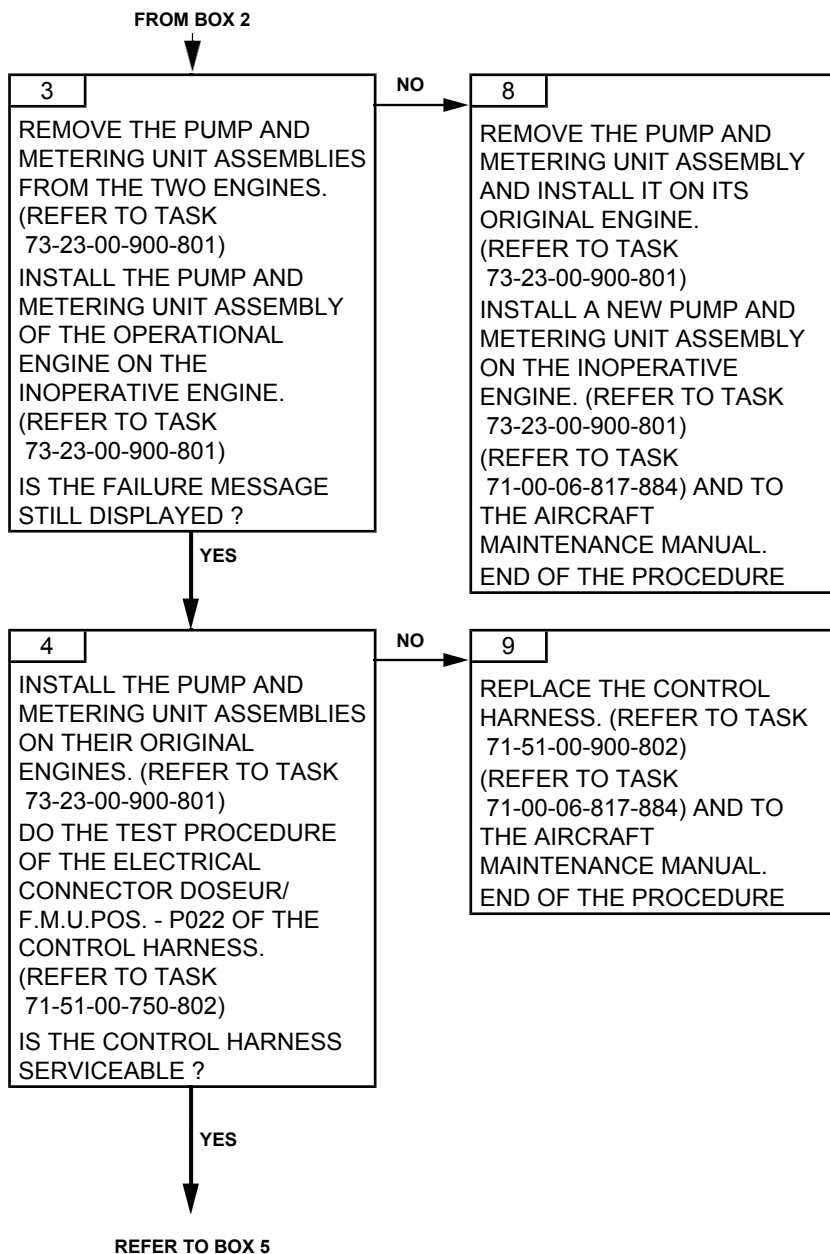 FROM BOX 2
3
REMOVE THE PUMP AND
METERING UNIT ASSEMBLIES
FROM THE TWO ENGINES.
(REFER TO TASK
73-23-00-900-801)
INSTALL THE PUMP AND
METERING UNIT ASSEMBLY
OF THE OPERATIONAL
ENGINE ON THE
INOPERATIVE ENGINE.
(REFER TO TASK
73-23-00-900-801)
IS THE FAILURE MESSAGE
STILL DISPLAYED ?
NO
8
REMOVE THE PUMP AND
METERING UNIT ASSEMBLY
AND INSTALL IT ON ITS
ORIGINAL ENGINE.
(REFER TO TASK
73-23-00-900-801)
INSTALL A NEW PUMP AND
METERING UNIT ASSEMBLY
ON THE INOPERATIVE
ENGINE. (REFER TO TASK
73-23-00-900-801)
(REFER TO TASK
71-00-06-817-884) AND TO
THE AIRCRAFT
MAINTENANCE MANUAL.
END OF THE PROCEDURE
YES
4
INSTALL THE PUMP AND
METERING UNIT ASSEMBLIES
ON THEIR ORIGINAL
ENGINES. (REFER TO TASK
73-23-00-900-801)
DO THE TEST PROCEDURE
OF THE ELECTRICAL
CONNECTOR DOSEUR/
F.M.U.POS. - P022 OF THE
CONTROL HARNESS.
(REFER TO TASK
71-51-00-750-802)
IS THE CONTROL HARNESS
SERVICEABLE ?
NO
9
REPLACE THE CONTROL
HARNESS. (REFER TO TASK
71-51-00-900-802)
(REFER TO TASK
71-00-06-817-884) AND TO
THE AIRCRAFT
MAINTENANCE MANUAL.
END OF THE PROCEDURE
YES
REFER TO BOX 5